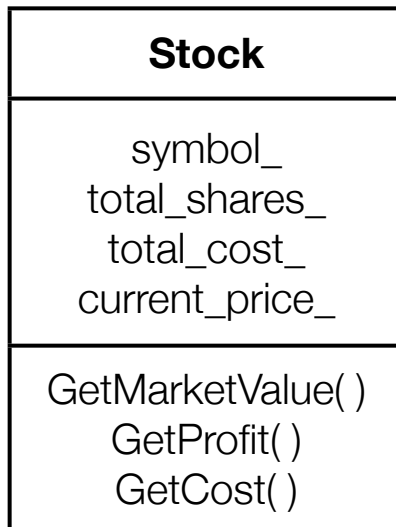 Stock
symbol_
total_shares_
total_cost_
current_price_
GetMarketValue( )
GetProfit( )
GetCost( )